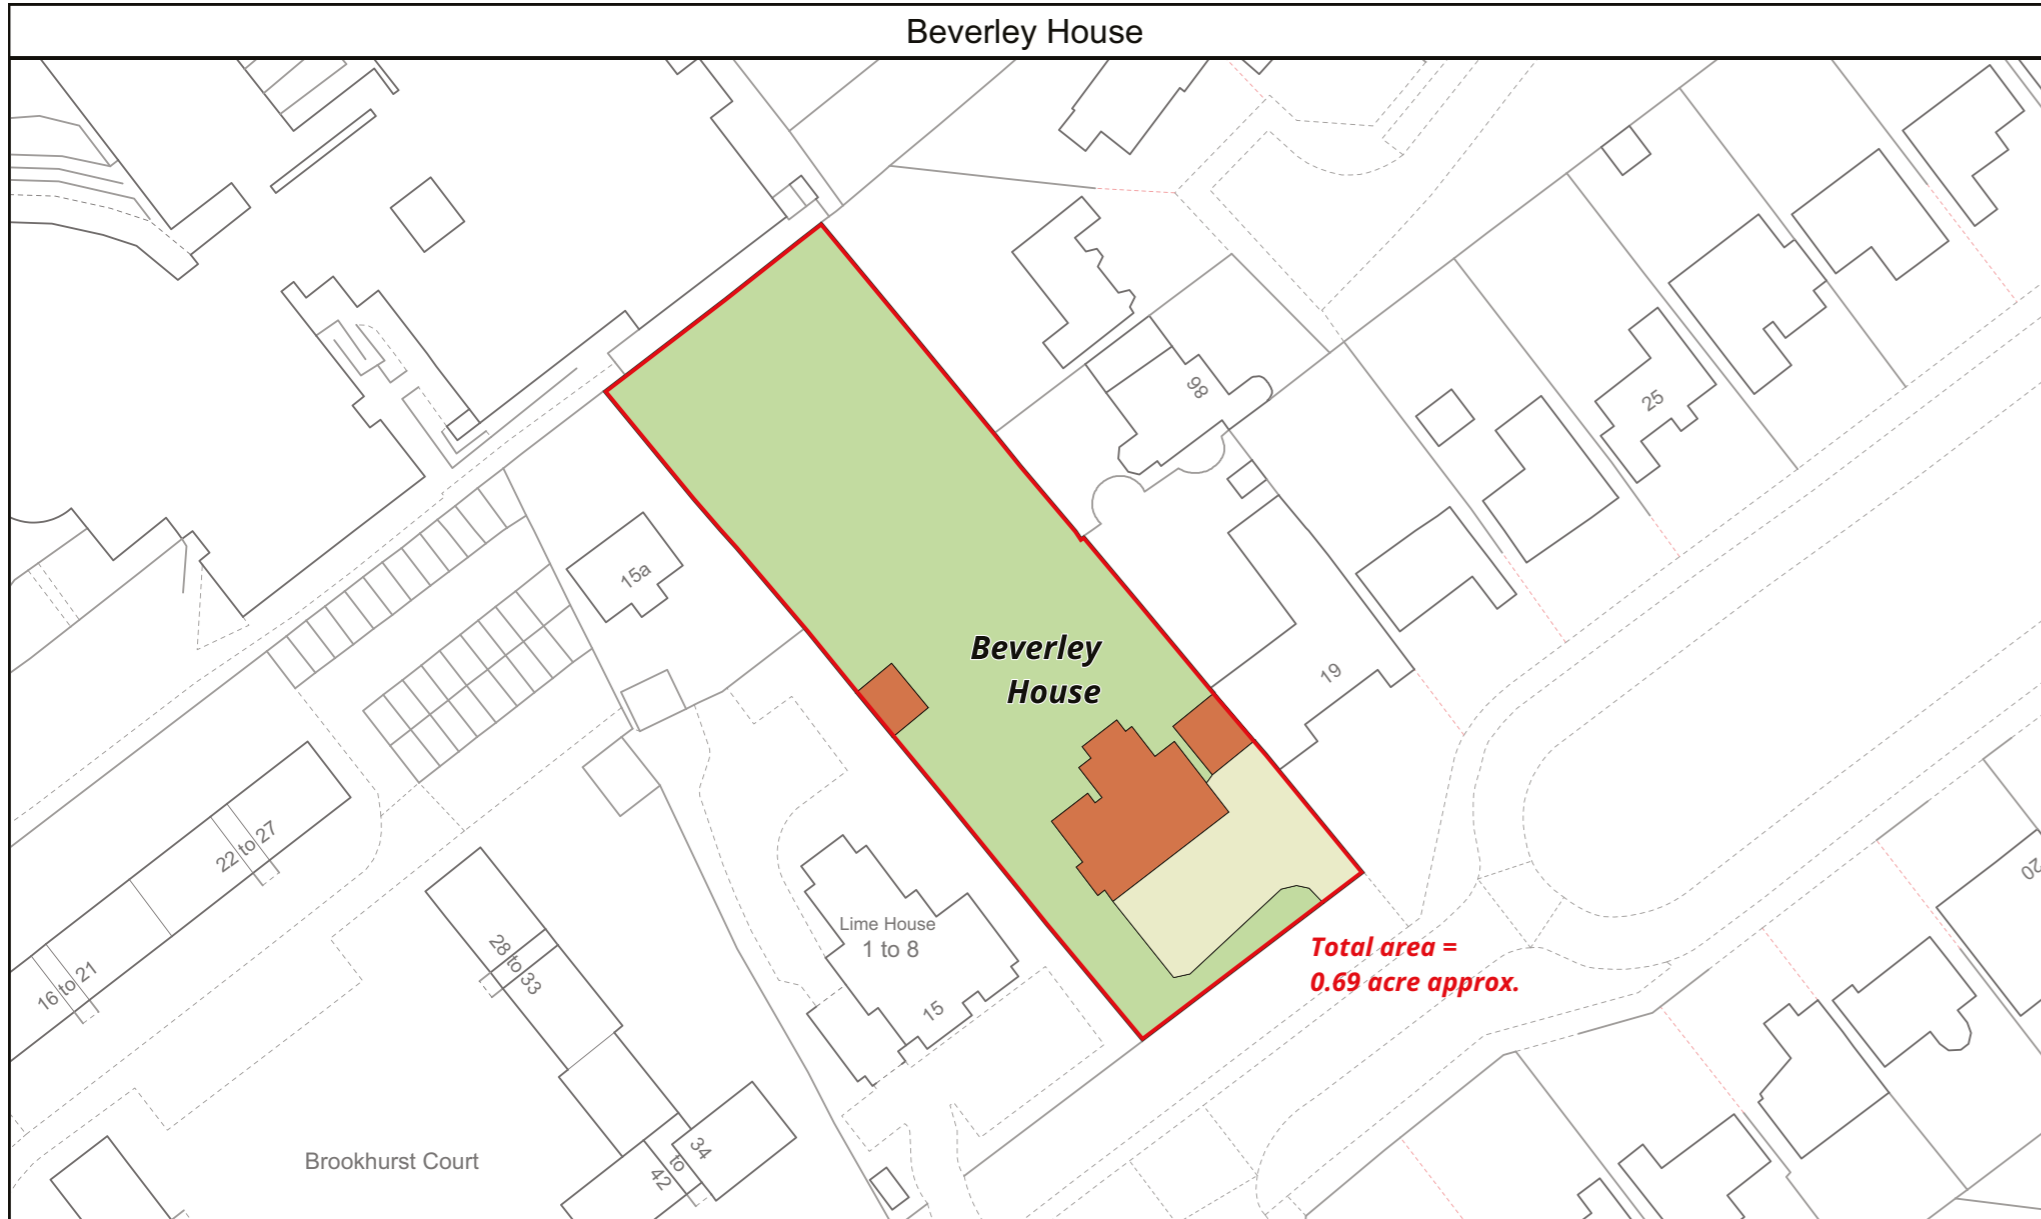 Beverley House
98
25
15a
Beverley
House
19
22 to 27
20
Lime House
1 to 8
Total area =
0.69 acre approx.
28 to 33
16 to 21
15
Brookhurst Court
34
to
42